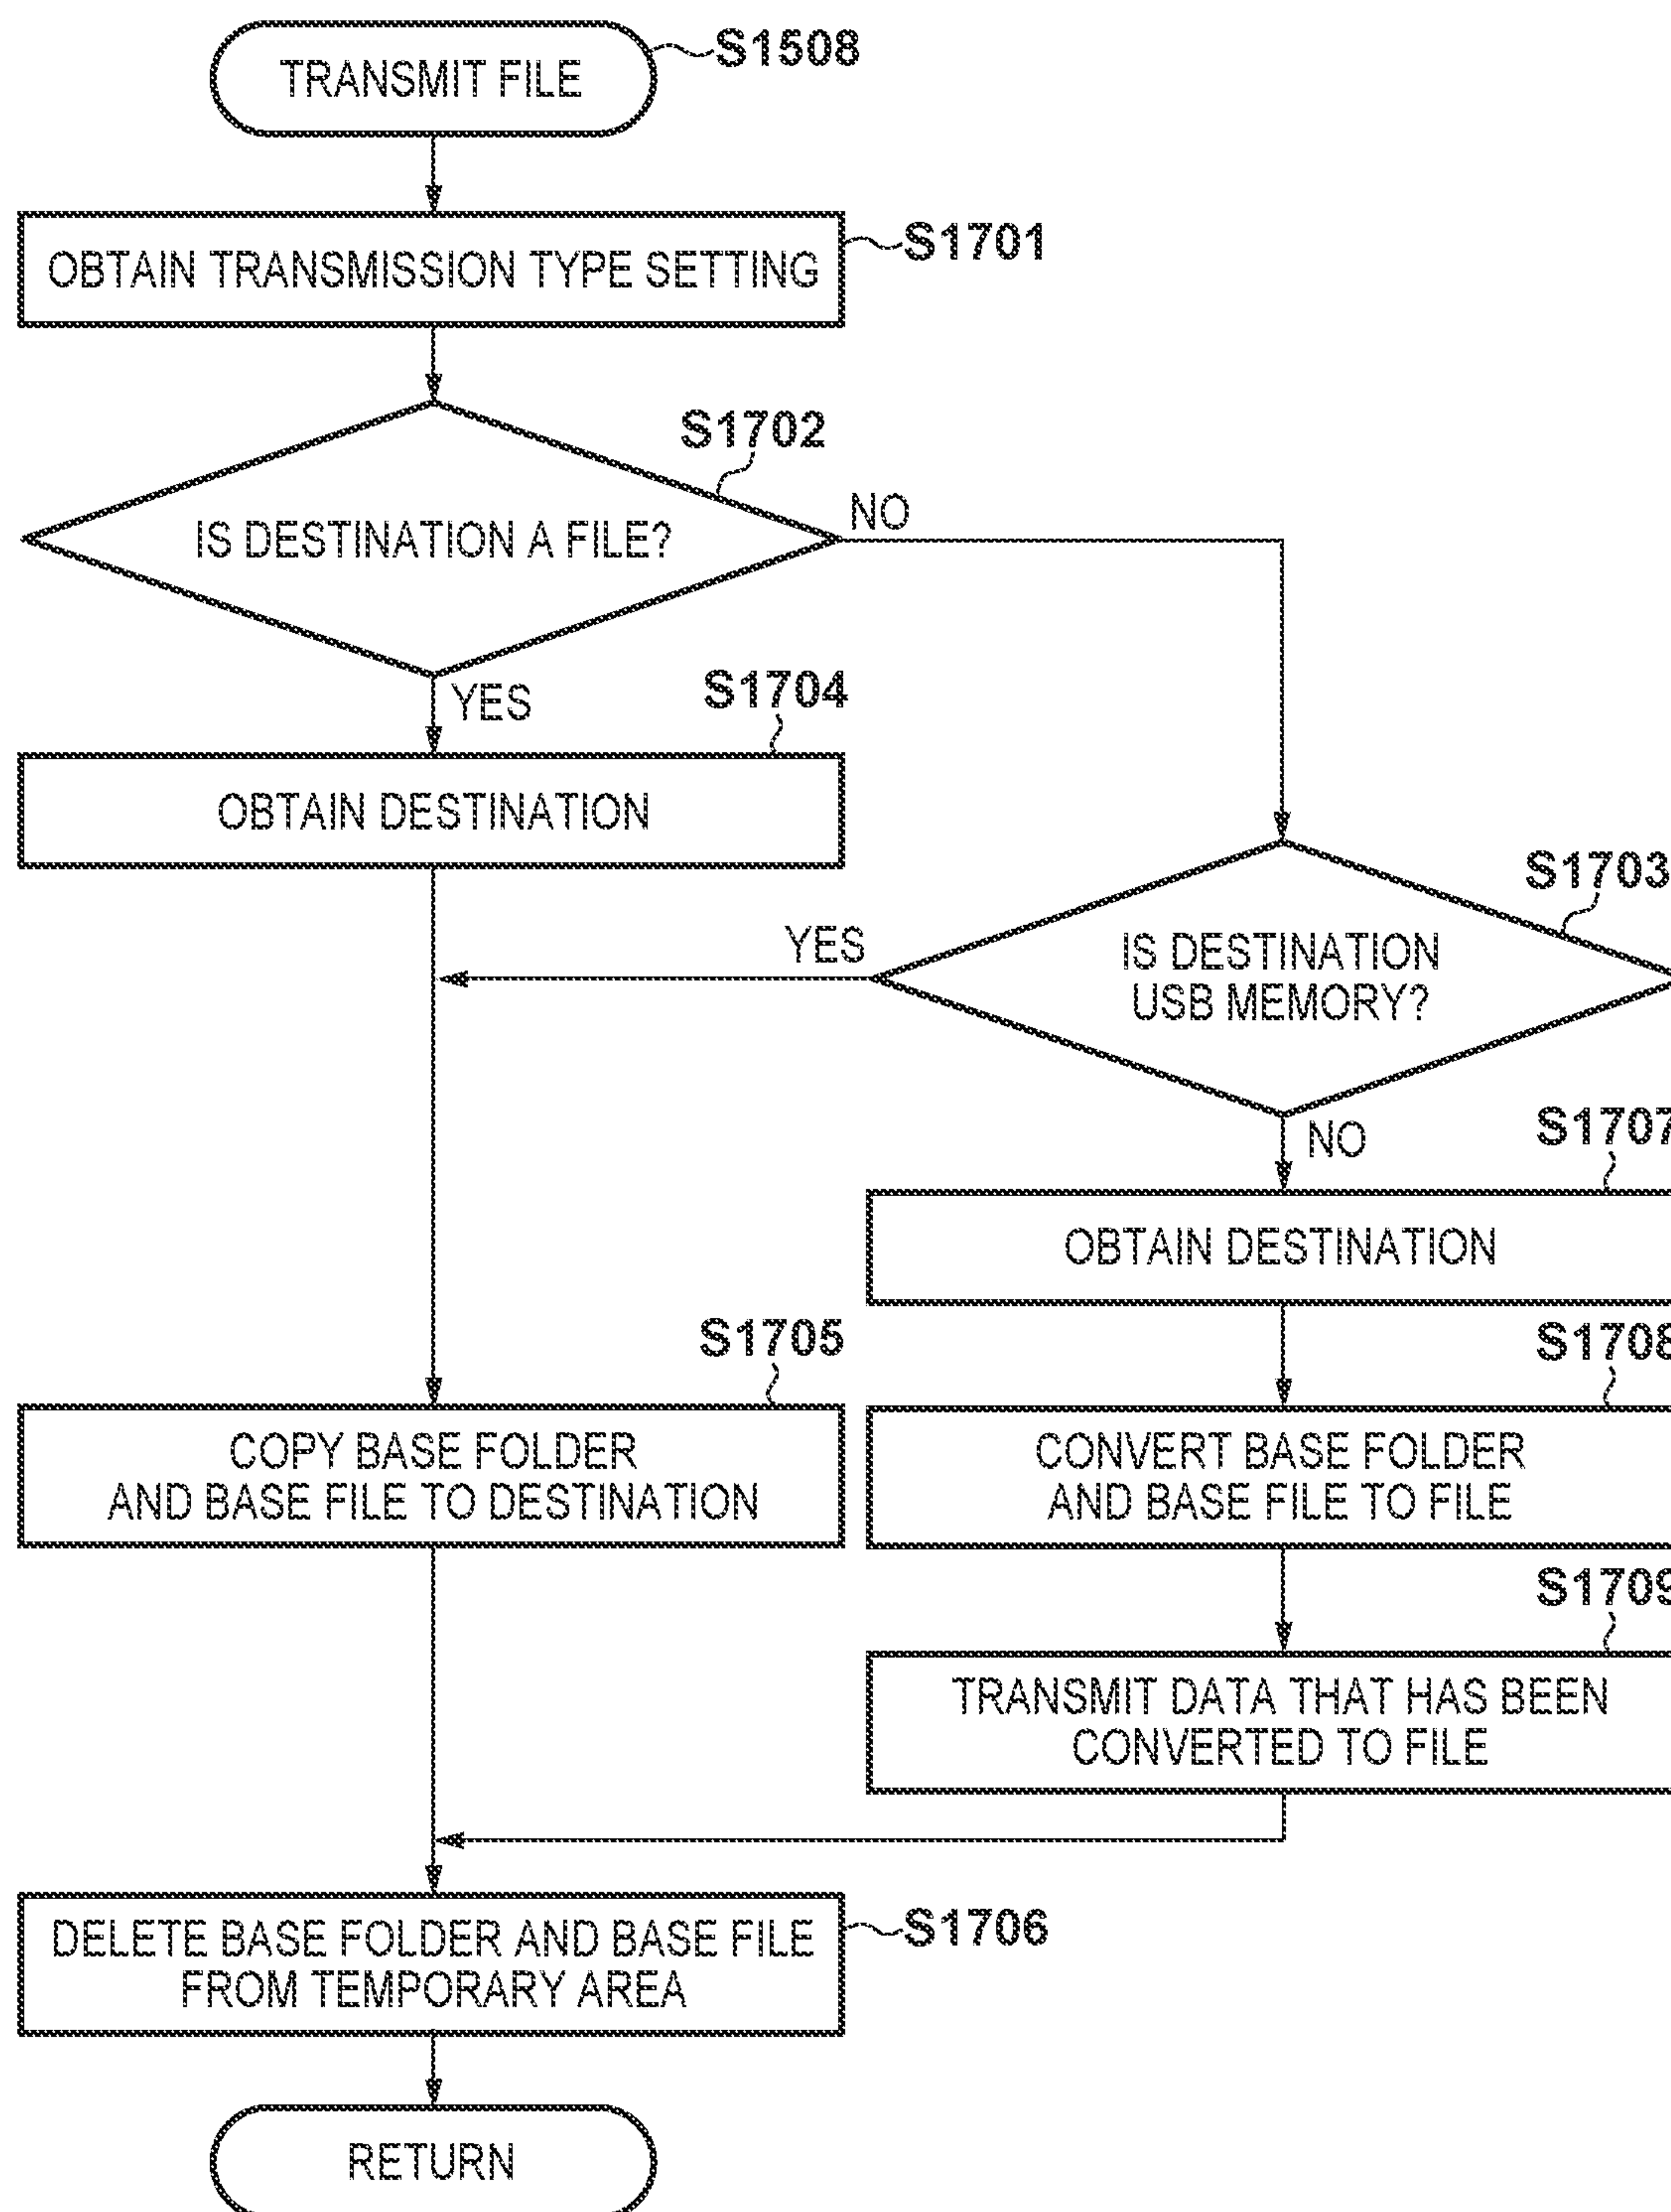 TRANSMIT FILE
S1508
OBTAIN TRANSMISSION TYPE SETTING
S1701
S1702
IS DESTINATION A FILE?
NO
YES
S1704
OBTAIN DESTINATION
S1703
IS DESTINATION
USB MEMORY?
YES
NO
S1707
OBTAIN DESTINATION
S1705
COPY BASE FOLDER
AND BASE FILE TO DESTINATION
S1708
CONVERT BASE FOLDER
AND BASE FILE TO FILE
S1709
TRANSMIT DATA THAT HAS BEEN
CONVERTED TO FILE
DELETE BASE FOLDER AND BASE FILE
FROM TEMPORARY AREA
S1706
RETURN